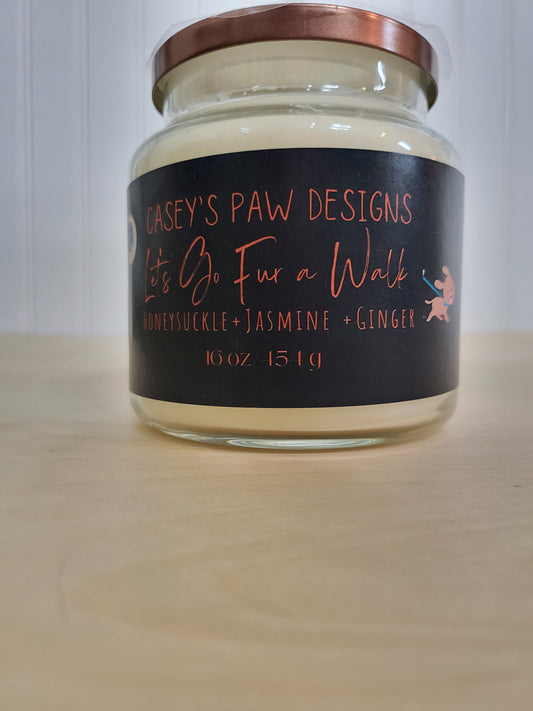 CASEY'S PAW DESIGNS
Let's Go Fur a Walk
HONEYSUCKLE + JASMINE + GINGER
16 oz 454 g